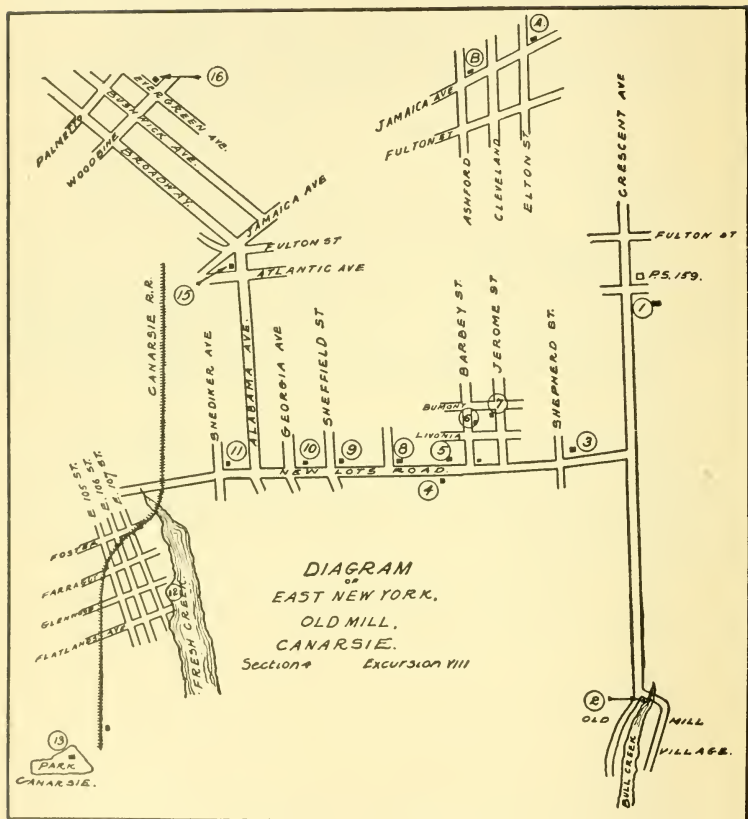 16
EVERGREEN AVE.
BUSHWICK AVE.
PALMETTO
WOODBINE
BROADWAY.
JAMAICA AVE
FULTON ST
ATLANTIC AVE
15
A.
B
JAMAICA AVE
FULTON ST
ASHFORD
CLEVELAND
ELTON ST
CRESCENT AVE
FULTON ST
P.S. 159.
1
CANARSIE R.R.
SNEDIKER AVE
ALABAMA AVE.
GEORGIA AVE
SHEFFIELD ST
BARBEY ST.
JEROME ST
SHEPHERD ST.
DUMONT
6
7
LIVONIA
11
10
9
8
5
3
NEW LOTS ROAD
4
E 105 ST.
E. 106 ST.
E. 107
FOSTER
FARRAGUT
GLENWOOD
FLATLANDS AVE
12
FRESH CREEK
DIAGRAM
OF
EAST NEW YORK,
OLD MILL,
CANARSIE.
Section 4 Excursion VIII
2
OLD MILL
VILLAGE.
BULL CREEK
13
PARK
CANARSIE.